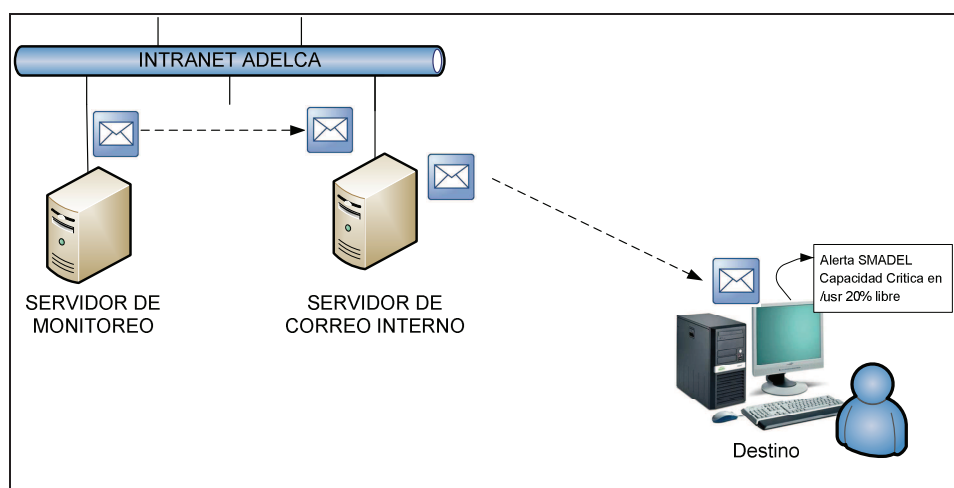 INTRANET ADELCA
SERVIDOR DE
MONITOREO
SERVIDOR DE
CORREO INTERNO
Alerta SMADEL
Capacidad Critica en
/usr 20% libre
Destino